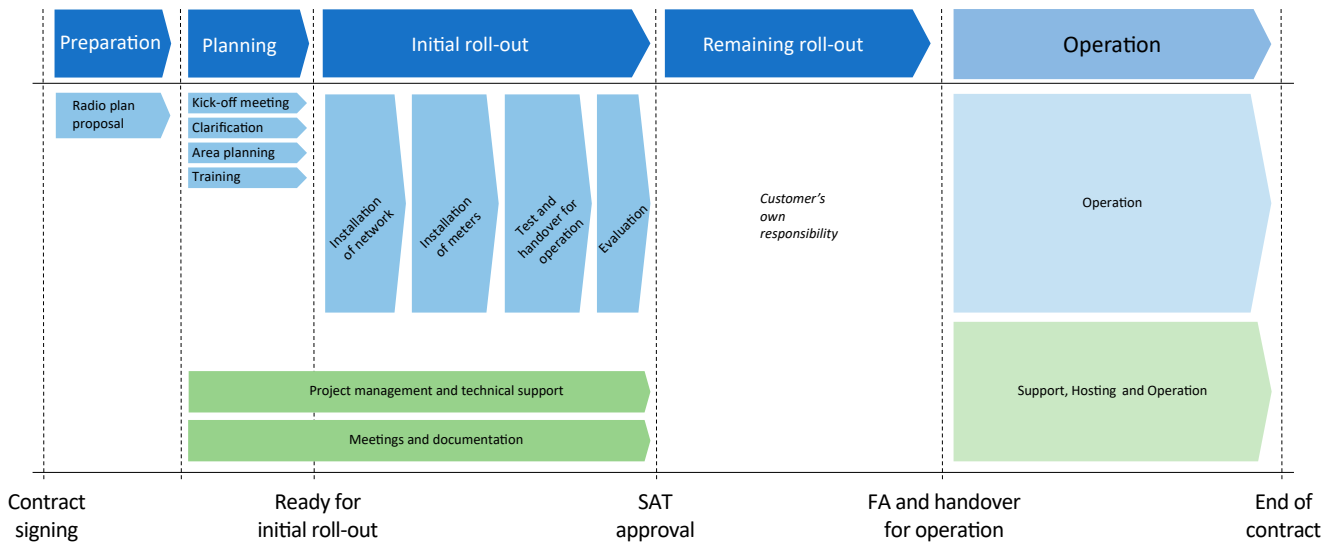 Preparation
Planning
Initial roll-out
Remaining roll-out
Operation
Radio plan
proposal
Kick-off meeting
Clarification
Area planning
Training
Installation
of network
Installation
of meters
Test and
handover for
operation
Evaluation
Customer's
own
responsibility
Operation
Project management and technical support
Meetings and documentation
Support, Hosting and Operation
Contract
signing
Ready for
initial roll-out
SAT
approval
FA and handover
for operation
End of
contract